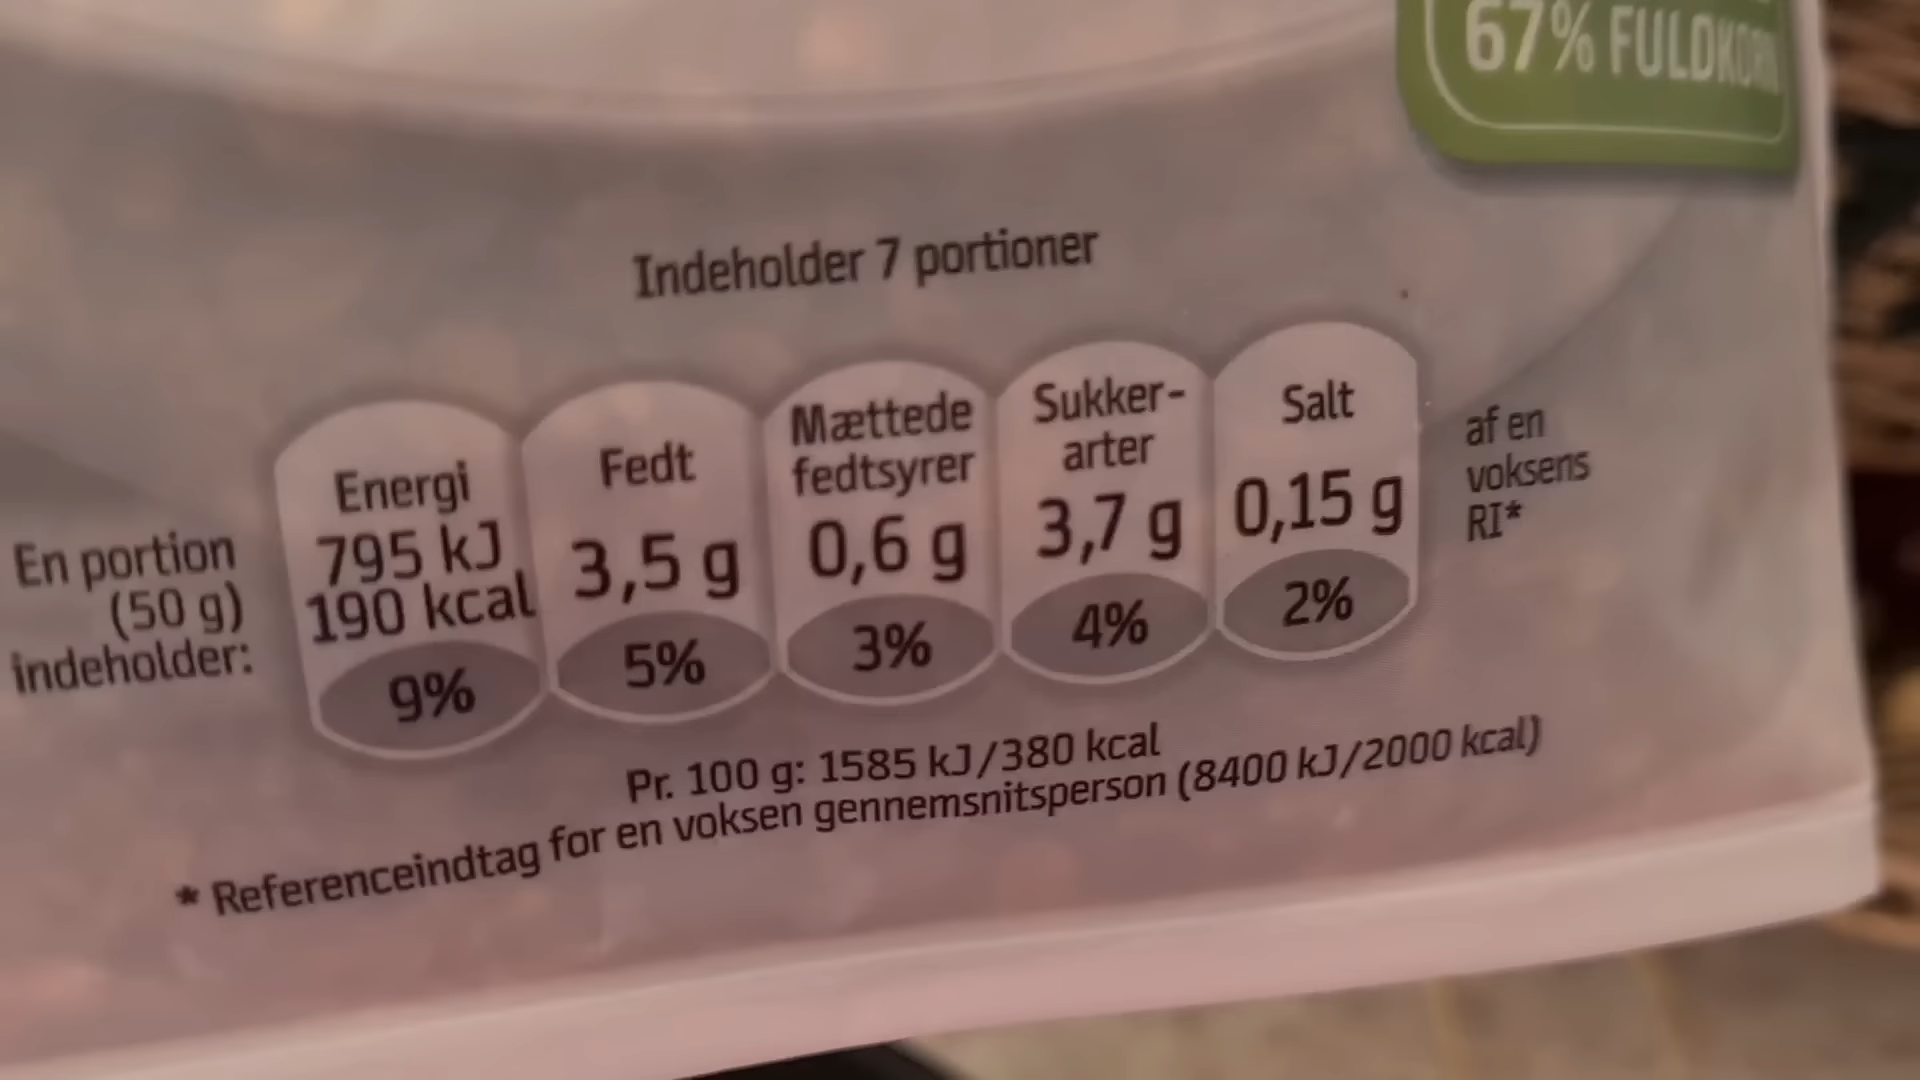 67% FULDKORN
Indeholder 7 portioner
En portion
(50 g)
indeholder:
Energi
795 kJ
190 kcal
9%
Fedt
3,5 g
5%
Mættede
fedtsyrer
0,6 g
3%
Sukker-
arter
3,7 g
4%
Salt
0,15 g
2%
af en
voksens
RI*
Pr. 100 g: 1585 kJ/380 kcal
* Referenceindtag for en voksen gennemsnitsperson (8400 kJ/2000 kcal)